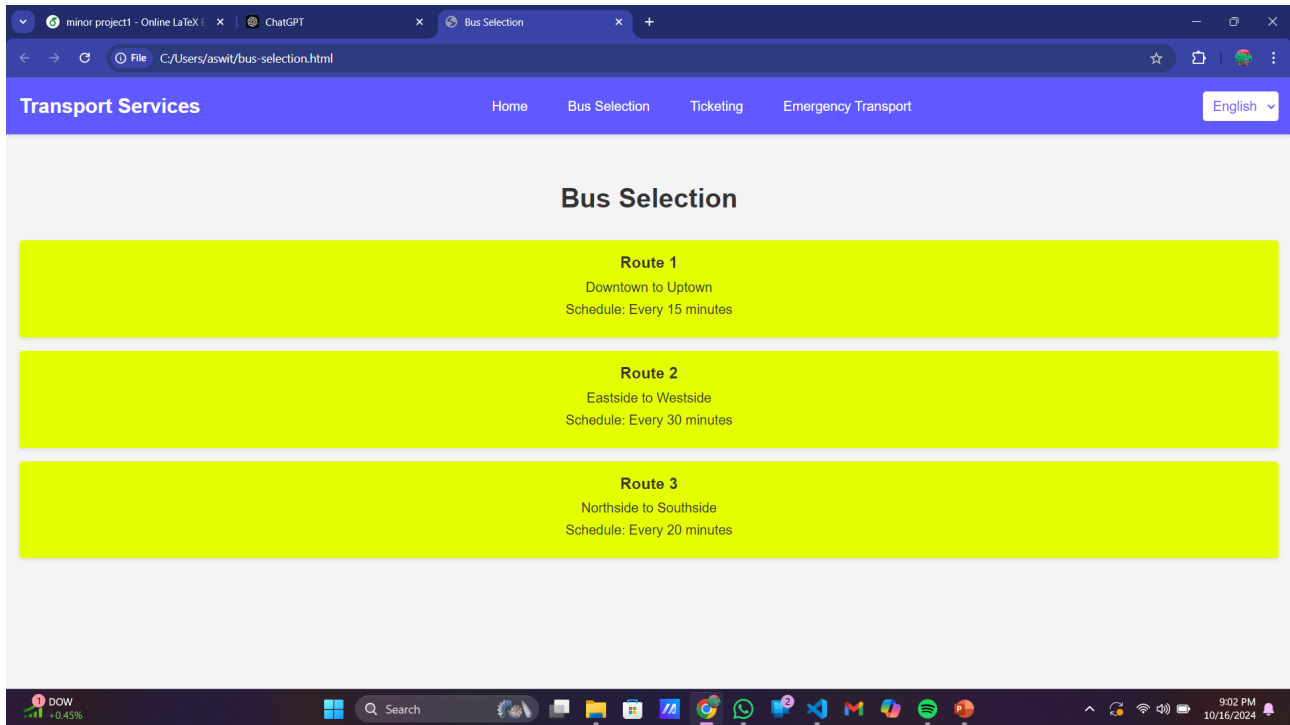 minor project1 - Online LaTeX E
ChatGPT
Bus Selection
File C:/Users/aswit/bus-selection.html
Transport Services Home Bus Selection Ticketing Emergency Transport English
Bus Selection
Route 1
Downtown to Uptown
Schedule: Every 15 minutes
Route 2
Eastside to Westside
Schedule: Every 30 minutes
Route 3
Northside to Southside
Schedule: Every 20 minutes
1 DOW
+0.45%
Search
2
9:02 PM
10/16/2024